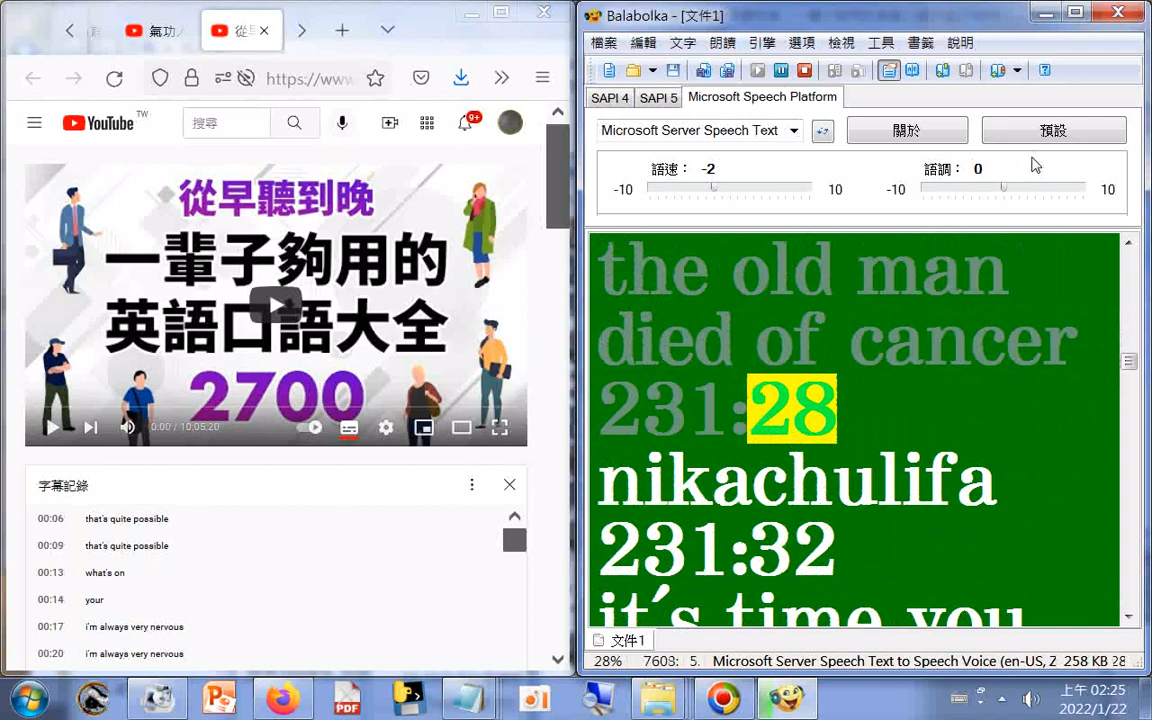 氣功
從
https://www
YouTube
TW
搜尋
9+
從早聽到晚
一輩子夠用的
英語口語大全
2700
0:00 / 10:05:20
字幕記錄
00:06 that's quite possible
00:09 that's quite possible
00:13 what's on
00:14 your
00:17 i'm always very nervous
00:20 i'm always very nervous
Balabolka - [文件1]
檔案 編輯 文字 朗讀 引擎 選項 檢視 工具 書籤 說明
SAPI 4 SAPI 5 Microsoft Speech Platform
Microsoft Server Speech Text 關於 預設
語速： -2 語調： 0
-10 10 -10 10
the old man
died of cancer
231:28
nikachulifa
231:32
it's time you
文件1
28% 7603: 5. Microsoft Server Speech Text to Speech Voice (en-US, Z 258 KB 28
PDF
上午 02:25
2022/1/22